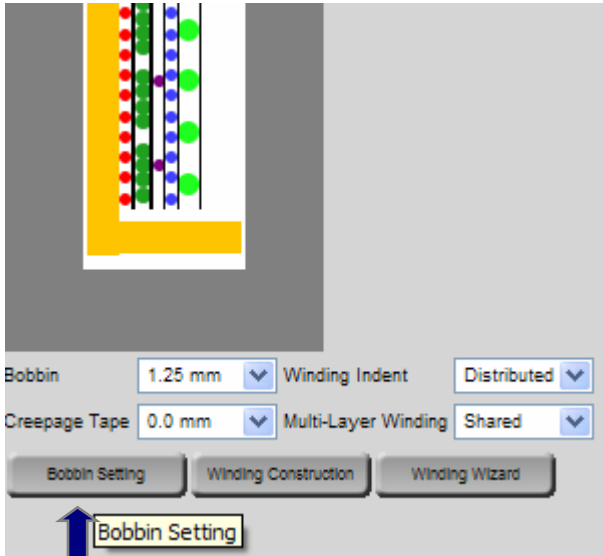 Bobbin 1.25 mm Winding Indent Distributed
Creepage Tape 0.0 mm Multi-Layer Winding Shared
Bobbin Setting Winding Construction Winding Wizard
Bobbin Setting